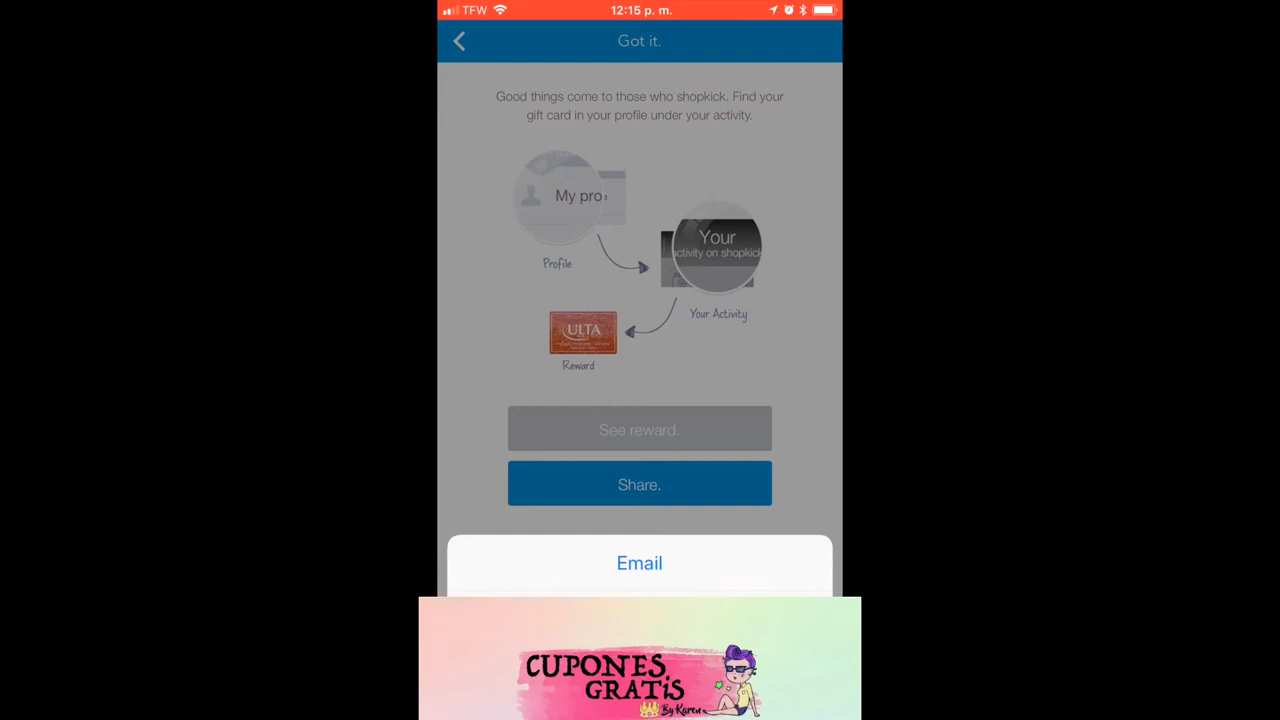 TFW
12:15 p. m.
Got it.
Good things come to those who shopkick. Find your
gift card in your profile under your activity.
My pro
Profile
Your
activity on shopkick
Your Activity
ULTA
Reward
See reward.
Share.
Email
CUPONES
GRATiS
By Karen